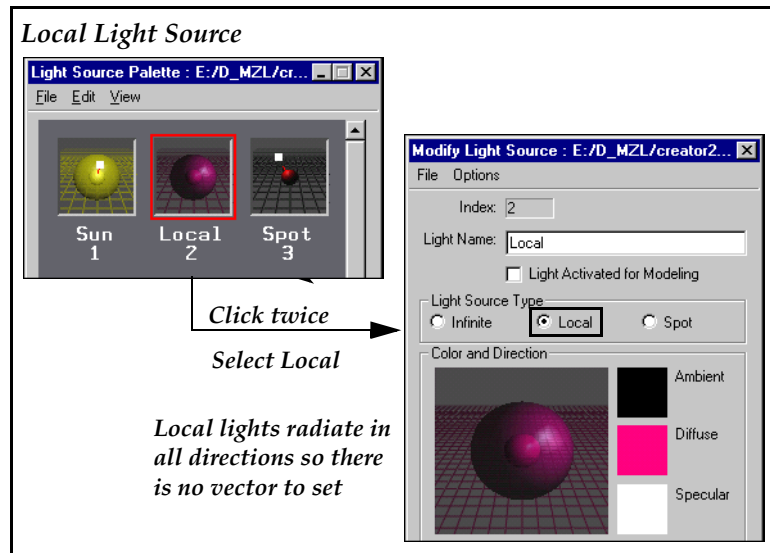 Local Light Source
Light Source Palette : E:/D_MZL/cr...
File Edit View
Sun
1
Local
2
Spot
3
Click twice
Select Local
Local lights radiate in
all directions so there
is no vector to set
Modify Light Source : E:/D_MZL/creator2...
File Options
Index: 2
Light Name: Local
Light Activated for Modeling
Light Source Type
Infinite Local Spot
Color and Direction
Ambient
Diffuse
Specular